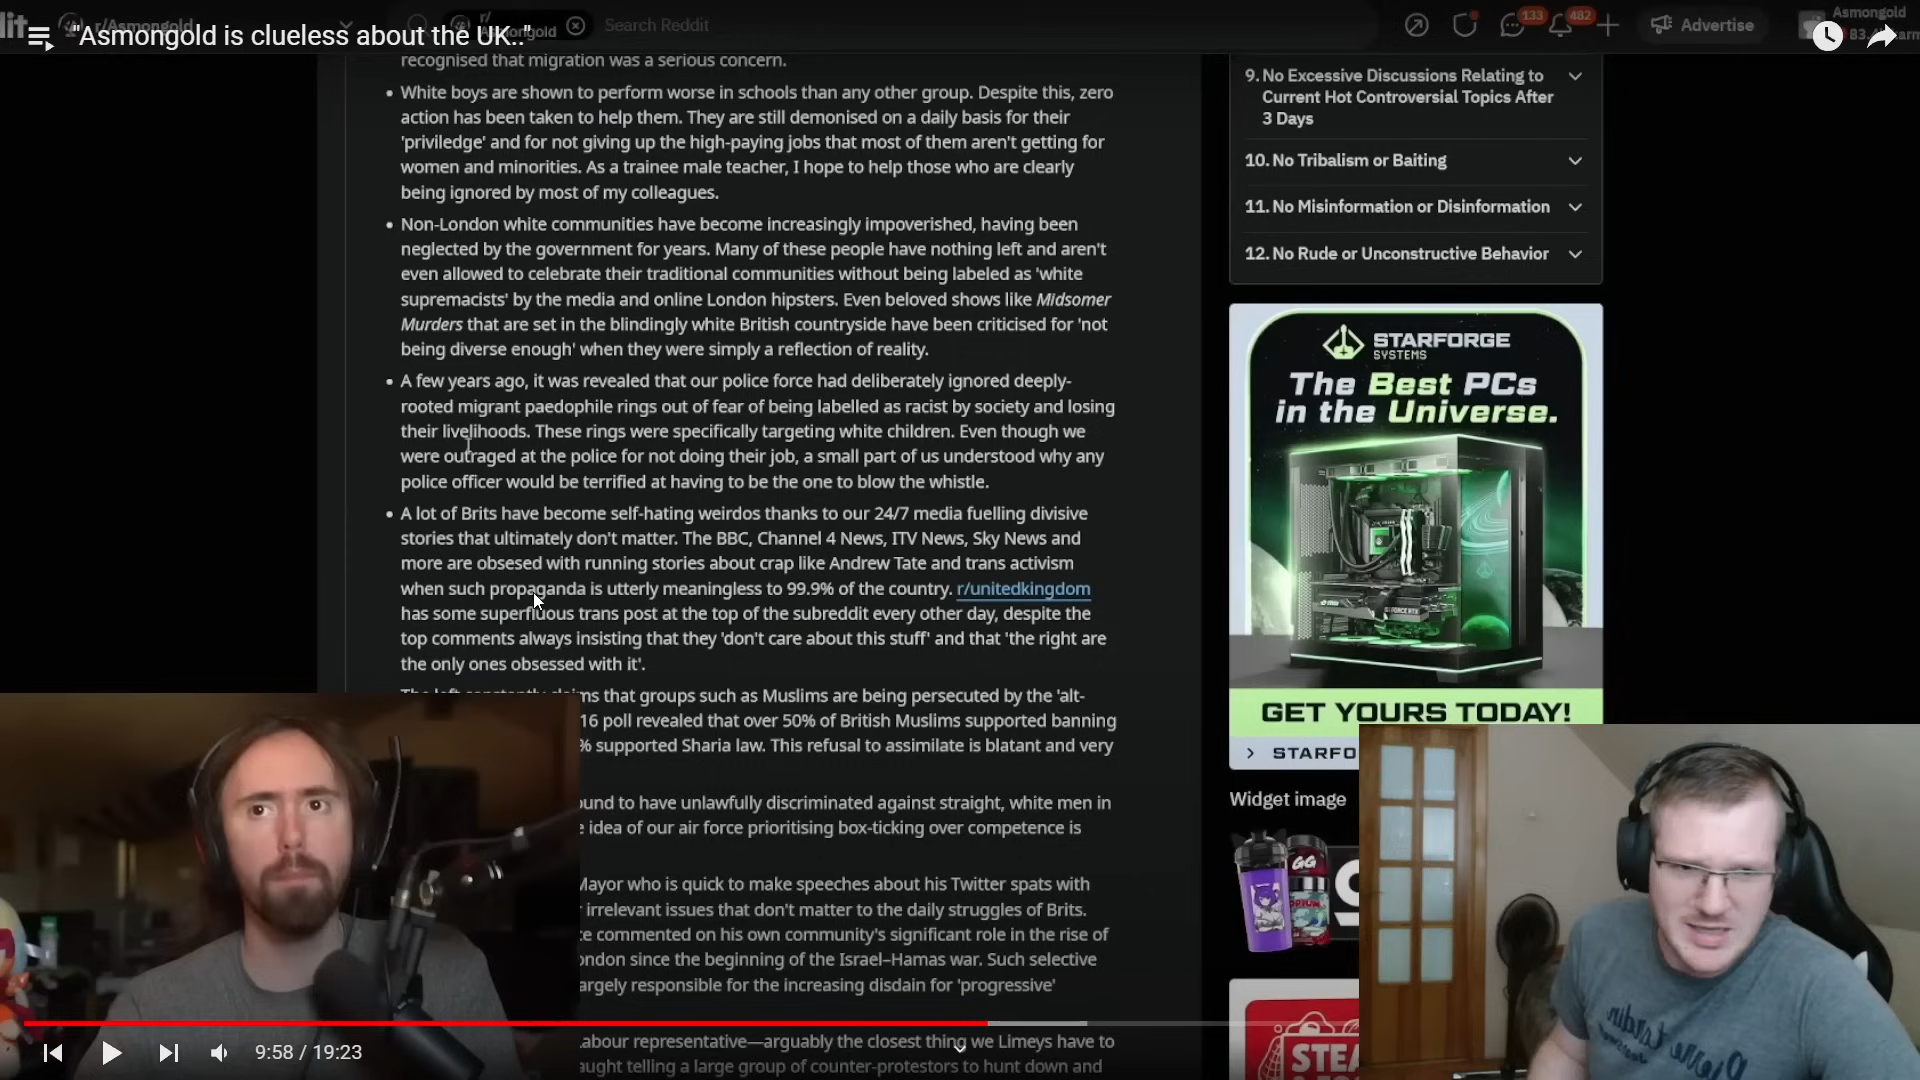 "Asmongold is clueless about the UK.."
r/Asmongold
r/
Asmongold
Search Reddit
133
482
Advertise
Asmongold
recognised that migration was a serious concern.
White boys are shown to perform worse in schools than any other group. Despite this, zero
action has been taken to help them. They are still demonised on a daily basis for their
'priviledge' and for not giving up the high-paying jobs that most of them aren't getting for
women and minorities. As a trainee male teacher, I hope to help those who are clearly
being ignored by most of my colleagues.
Non-London white communities have become increasingly impoverished, having been
neglected by the government for years. Many of these people have nothing left and aren't
even allowed to celebrate their traditional communities without being labeled as 'white
supremacists' by the media and online London hipsters. Even beloved shows like Midsomer
Murders that are set in the blindingly white British countryside have been criticised for 'not
being diverse enough' when they were simply a reflection of reality.
A few years ago, it was revealed that our police force had deliberately ignored deeply-
rooted migrant paedophile rings out of fear of being labelled as racist by society and losing
their livelihoods. These rings were specifically targeting white children. Even though we
were outraged at the police for not doing their job, a small part of us understood why any
police officer would be terrified at having to be the one to blow the whistle.
A lot of Brits have become self-hating weirdos thanks to our 24/7 media fuelling divisive
stories that ultimately don't matter. The BBC, Channel 4 News, ITV News, Sky News and
more are obsesed with running stories about crap like Andrew Tate and trans activism
when such propaganda is utterly meaningless to 99.9% of the country. r/unitedkingdom
has some superfluous trans post at the top of the subreddit every other day, despite the
top comments always insisting that they 'don't care about this stuff' and that 'the right are
the only ones obsessed with it'.
The left constantly claims that groups such as Muslims are being persecuted by the 'alt-
16 poll revealed that over 50% of British Muslims supported banning
% supported Sharia law. This refusal to assimilate is blatant and very
und to have unlawfully discriminated against straight, white men in
idea of our air force prioritising box-ticking over competence is
Mayor who is quick to make speeches about his Twitter spats with
irrelevant issues that don't matter to the daily struggles of Brits.
ce commented on his own community's significant role in the rise of
ondon since the beginning of the Israel–Hamas war. Such selective
argely responsible for the increasing disdain for 'progressive'
abour representative—arguably the closest thing we Limeys have to
aught telling a large group of counter-protestors to hunt down and
9. No Excessive Discussions Relating to
Current Hot Controversial Topics After
3 Days
10. No Tribalism or Baiting
11. No Misinformation or Disinformation
12. No Rude or Unconstructive Behavior
STARFORGE
SYSTEMS
The Best PCs
in the Universe.
GEFORCE RTX
GET YOURS TODAY!
STARFO
Widget image
GG
STEA
9:58 / 19:23